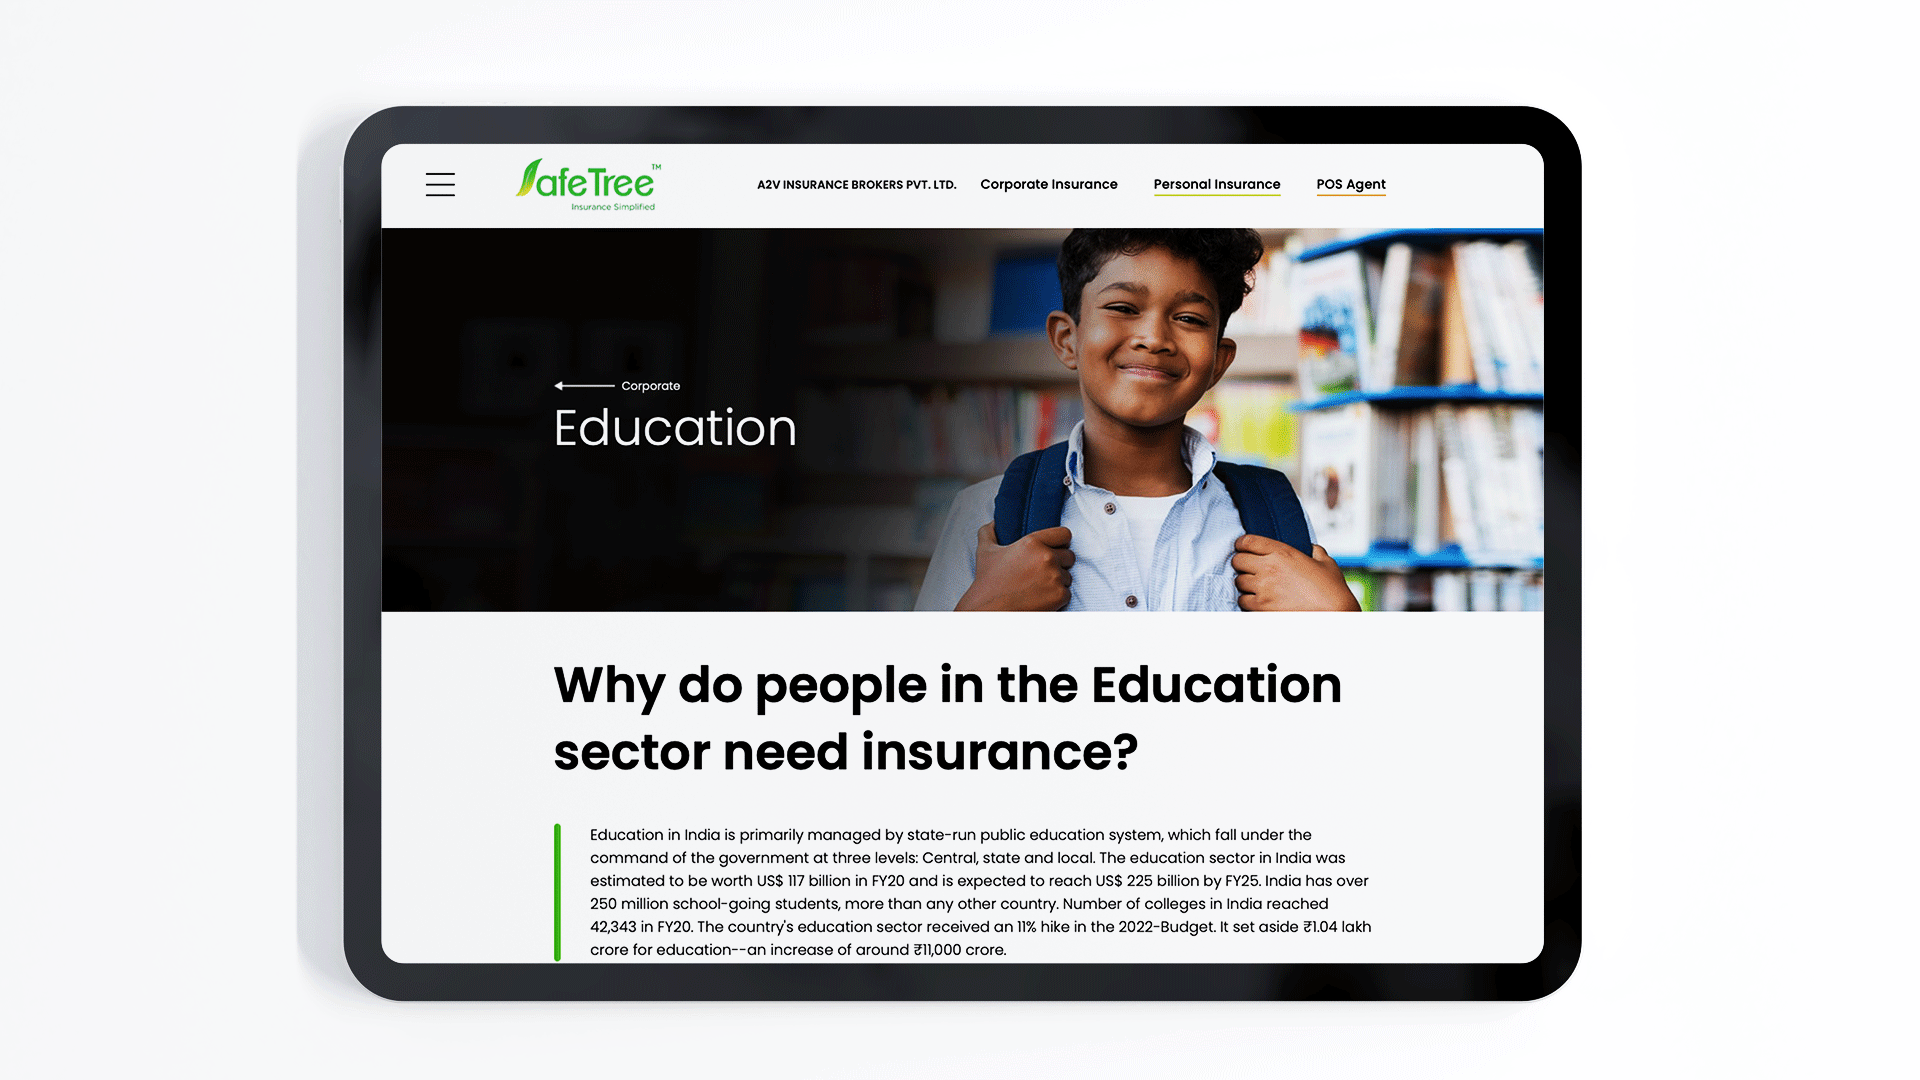 SafeTree™
Insurance Simplified
A2V INSURANCE BROKERS PVT. LTD.
Corporate Insurance
Personal Insurance
POS Agent
Corporate
Education
Why do people in the Education
sector need insurance?
Education in India is primarily managed by state-run public education system, which fall under the
command of the government at three levels: Central, state and local. The education sector in India was
estimated to be worth US$ 117 billion in FY20 and is expected to reach US$ 225 billion by FY25. India has over
250 million school-going students, more than any other country. Number of colleges in India reached
42,343 in FY20. The country's education sector received an 11% hike in the 2022-Budget. It set aside ₹1.04 lakh
crore for education--an increase of around ₹11,000 crore.